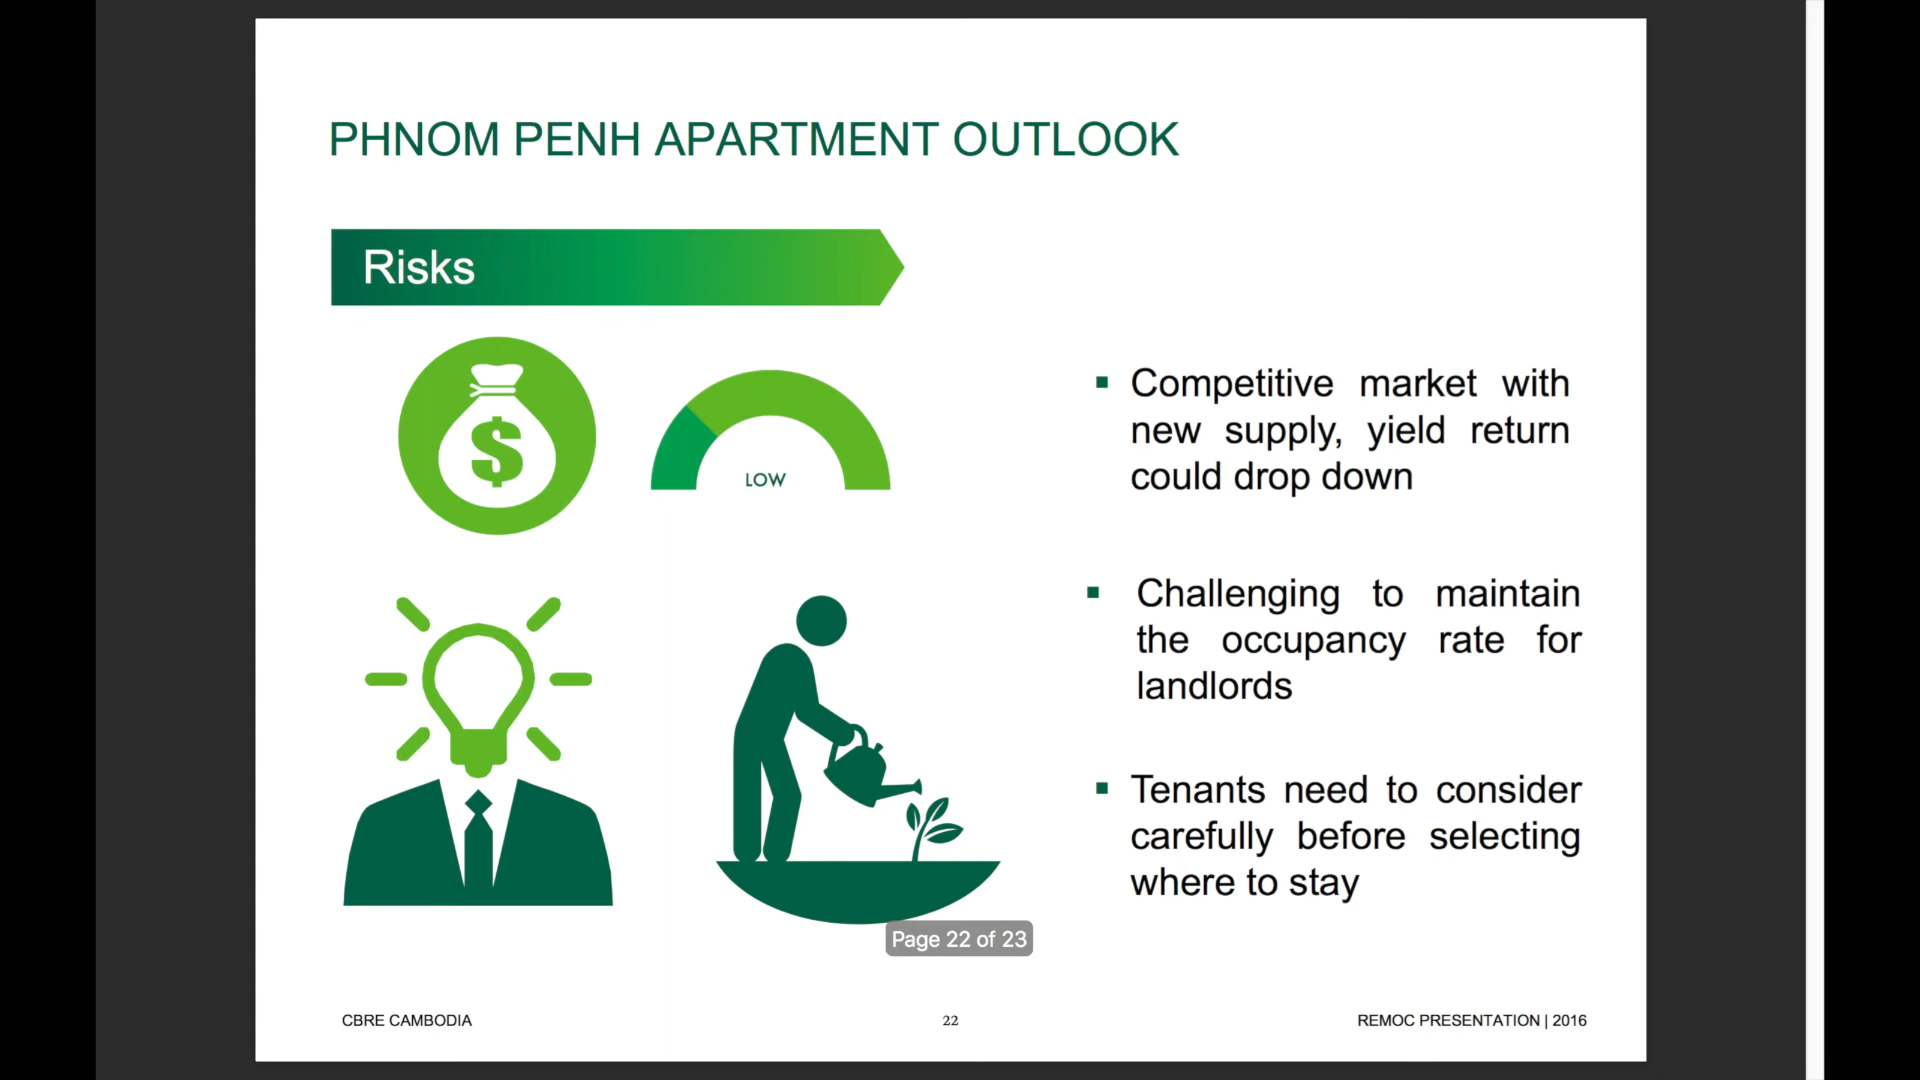 PHNOM PENH APARTMENT OUTLOOK
Risks
$
LOW
Competitive market with
new supply, yield return
could drop down
Challenging to maintain
the occupancy rate for
landlords
Tenants need to consider
carefully before selecting
where to stay
Page 22 of 23
CBRE CAMBODIA
22
REMOC PRESENTATION | 2016